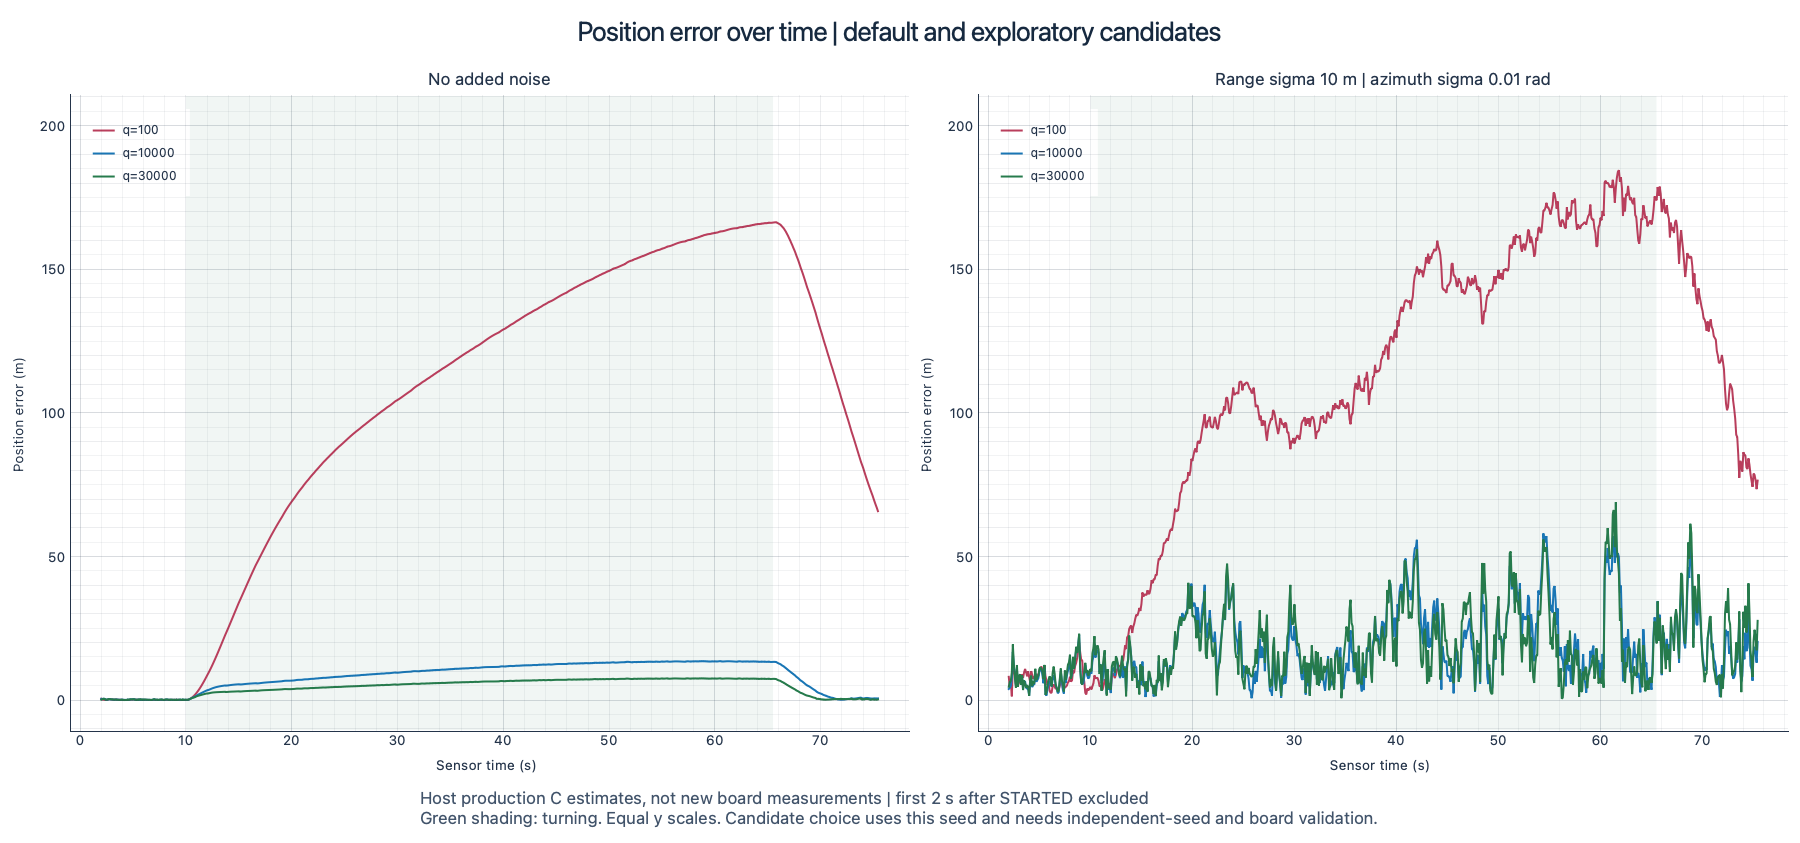 Position error over time | default and exploratory candidates
No added noise
Range sigma 10 m | azimuth sigma 0.01 rad
q=100
q=10000
q=30000
200
150
100
50
0
Position error (m)
0 10 20 30 40 50 60 70
Sensor time (s)
q=100
q=10000
q=30000
200
150
100
50
0
Position error (m)
0 10 20 30 40 50 60 70
Sensor time (s)
Host production C estimates, not new board measurements | first 2 s after STARTED excluded
Green shading: turning. Equal y scales. Candidate choice uses this seed and needs independent-seed and board validation.